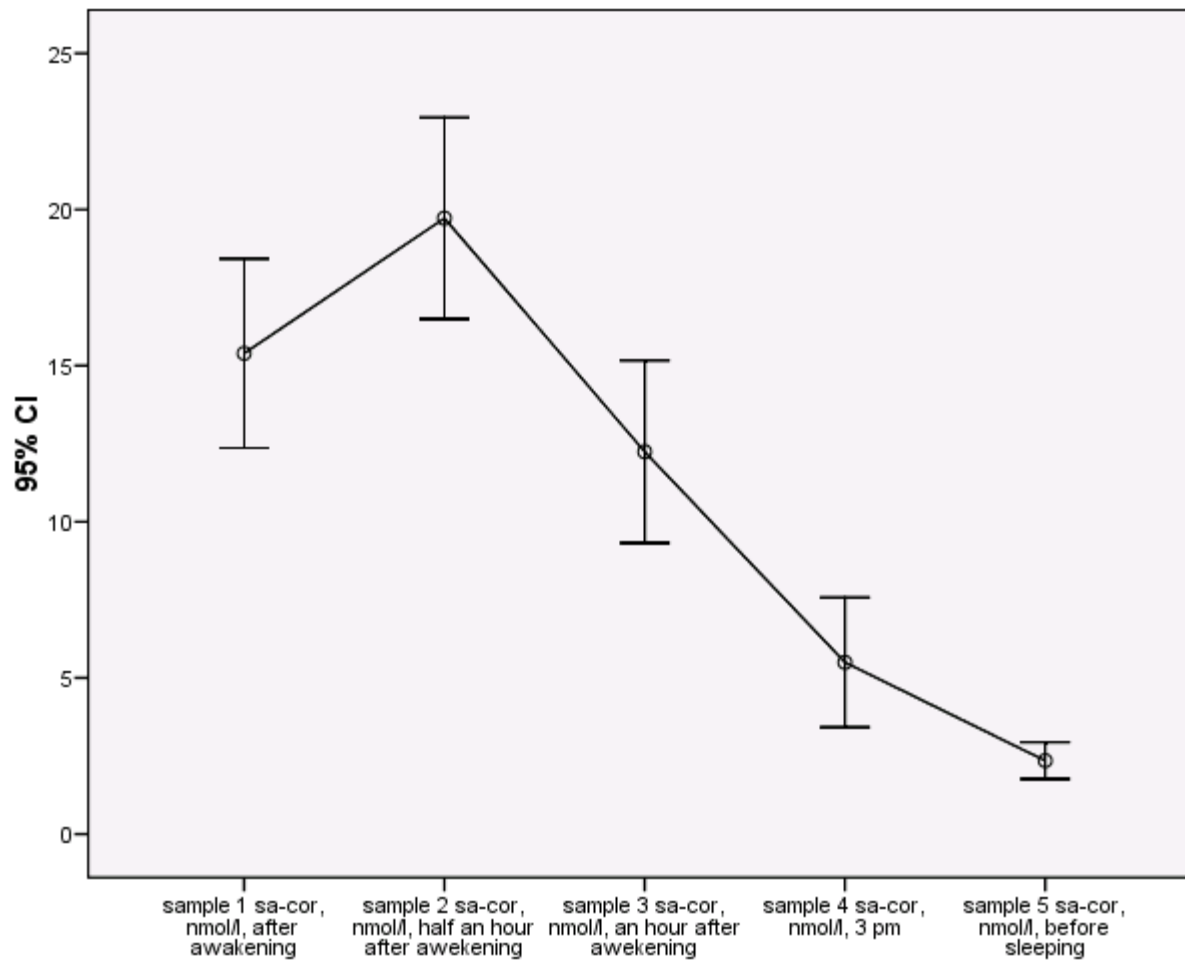 25
20
15
10
5
0
95% CI
sample 1 sa-cor,
nmol/l, after
awakening
sample 2 sa-cor,
nmol/l, half an hour
after awekening
sample 3 sa-cor,
nmol/l, an hour after
awekening
sample 4 sa-cor,
nmol/l, 3 pm
sample 5 sa-cor,
nmol/l, before
sleeping